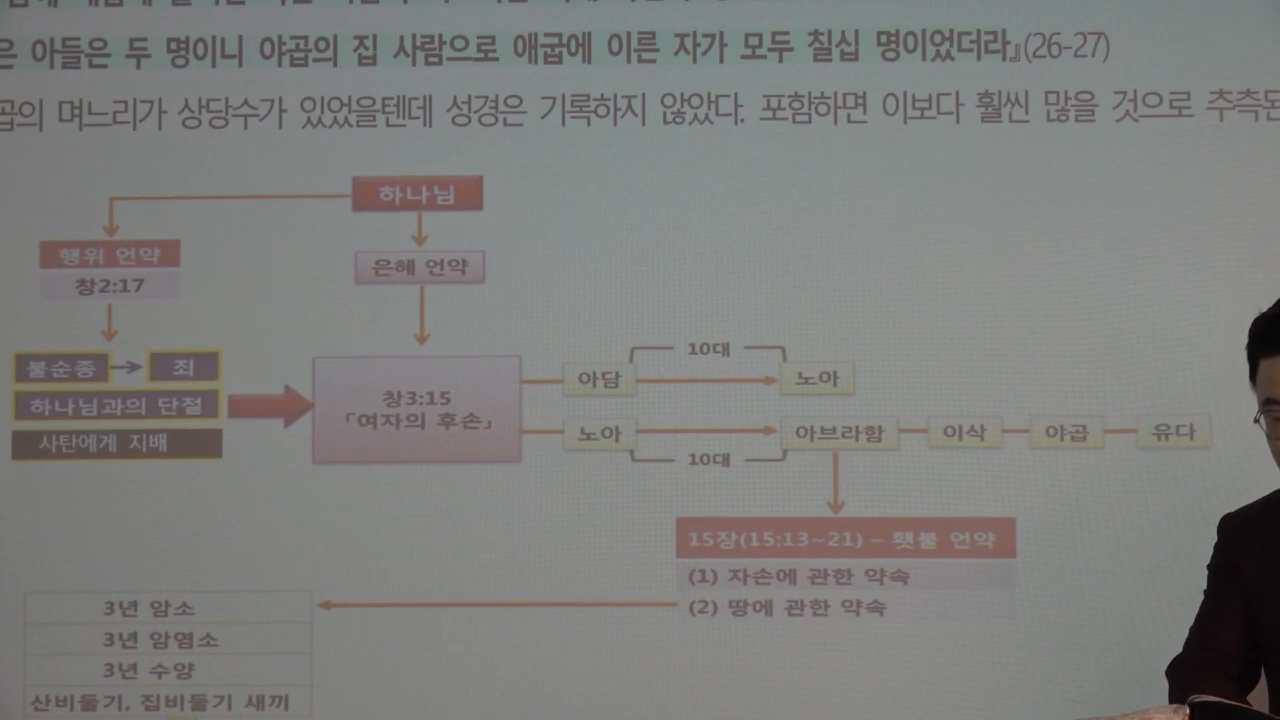 은 아들은 두 명이니 야곱의 집 사람으로 애굽에 이른 자가 모두 칠십 명이었더라』(26-27)
곱의 며느리가 상당수가 있었을텐데 성경은 기록하지 않았다. 포함하면 이보다 훨씬 많을 것으로 추측된
하나님
행위 언약
창2:17
은혜 언약
불순종 → 죄
하나님과의 단절
사탄에게 지배
창3:15
「여자의 후손」
아담
10대
노아
노아
10대
아브라함
이삭
야곱
유다
15장(15:13~21) – 횃불 언약
(1) 자손에 관한 약속
(2) 땅에 관한 약속
3년 암소
3년 암염소
3년 수양
산비둘기, 집비둘기 새끼